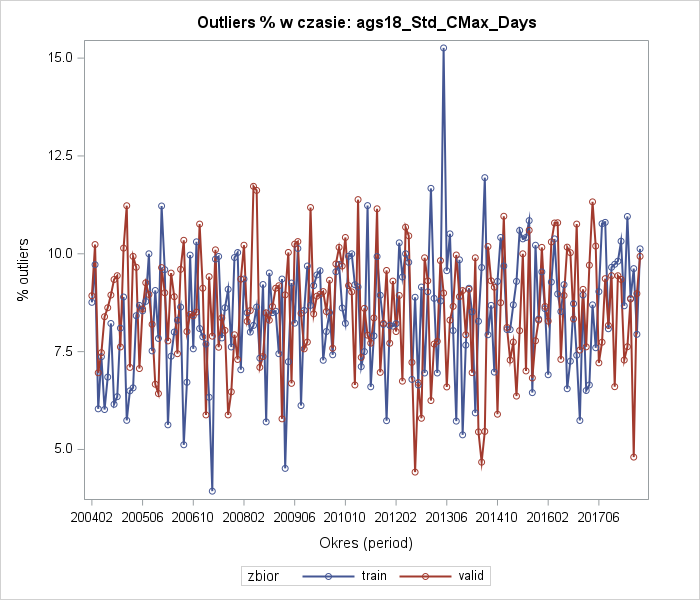 Outliers % w czasie: ags18_Std_CMax_Days
% outliers
15.0
12.5
10.0
7.5
5.0
200402 200506 200610 200802 200906 201010 201202 201306 201410 201602 201706
Okres (period)
zbior train valid